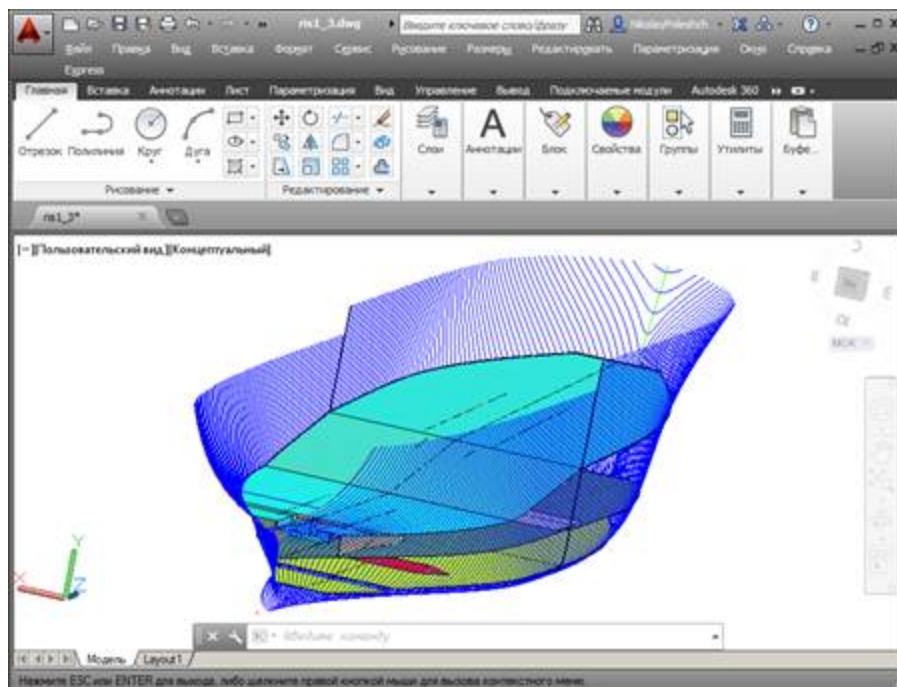 ris1_3.dwg Введите ключевое слово/фразу
Файл Правка Вид Вставка Формат Сервис Рисование Размеры Редактировать Параметризация Окно Справка
Express
Главная Вставка Аннотации Лист Параметризация Вид Управление Вывод Подключаемые модули Autodesk 360
Отрезок Полилиния Круг Дуга Слои Аннотации Блок Свойства Группы Утилиты Буфе...
Рисование Редактирование
ris1_3*
[−][Пользовательский вид][Концептуальный]
МСК
Y
X Z
Введите команду
Модель Layout1
Нажмите ESC или ENTER для выхода, либо щелкните правой кнопкой мыши для вызова контекстного меню.